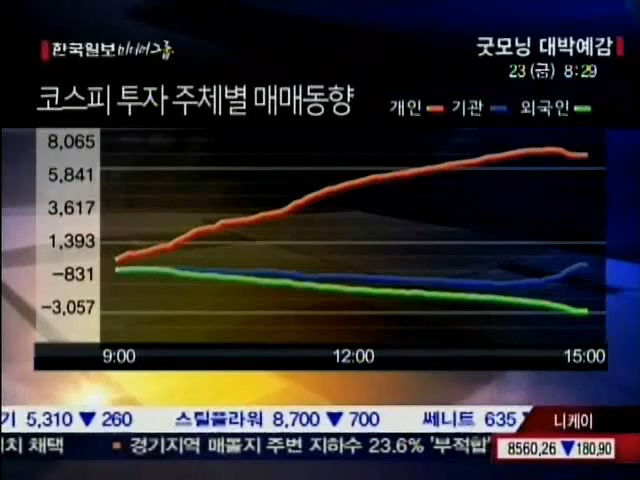 한국일보 미디어그룹
굿모닝 대박예감
23(금) 8:29
코스피 투자 주체별 매매동향
개인 기관 외국인
8,065
5,841
3,617
1,393
-831
-3,057
9:00 12:00 15:00
기 5,310 ▼ 260 스틸플라워 8,700 ▼ 700 쎄니트 635 니케이
치 채택 ▪ 경기지역 매몰지 주변 지하수 23.6% '부적합' 8560,26 ▼180,90